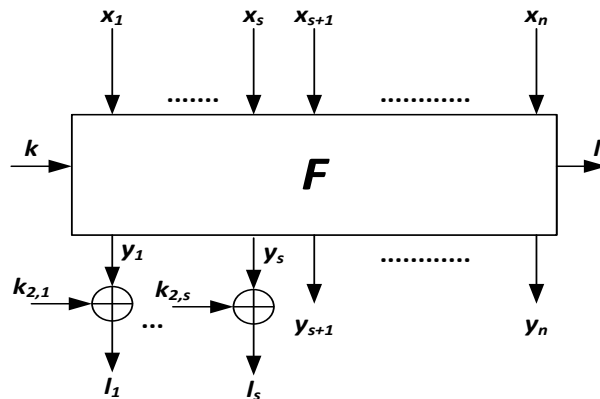 x1 xs xs+1 xn
....... ............
k F l
y1 ys ............
k2,1 ... k2,s
ys+1 yn
l1 ls